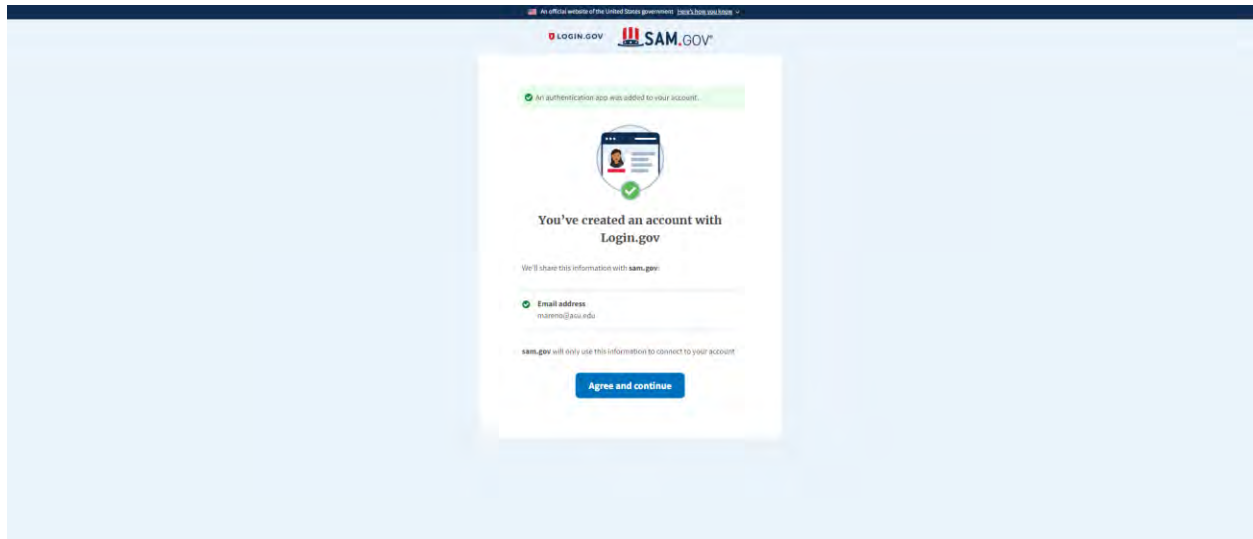 An official website of the United States government Here's how you know
LOGIN.GOV SAM.GOV®
An authentication app was added to your account.
You've created an account with
Login.gov
We'll share this information with sam.gov:
Email address
mareno@asu.edu
sam.gov will only use this information to connect to your account
Agree and continue